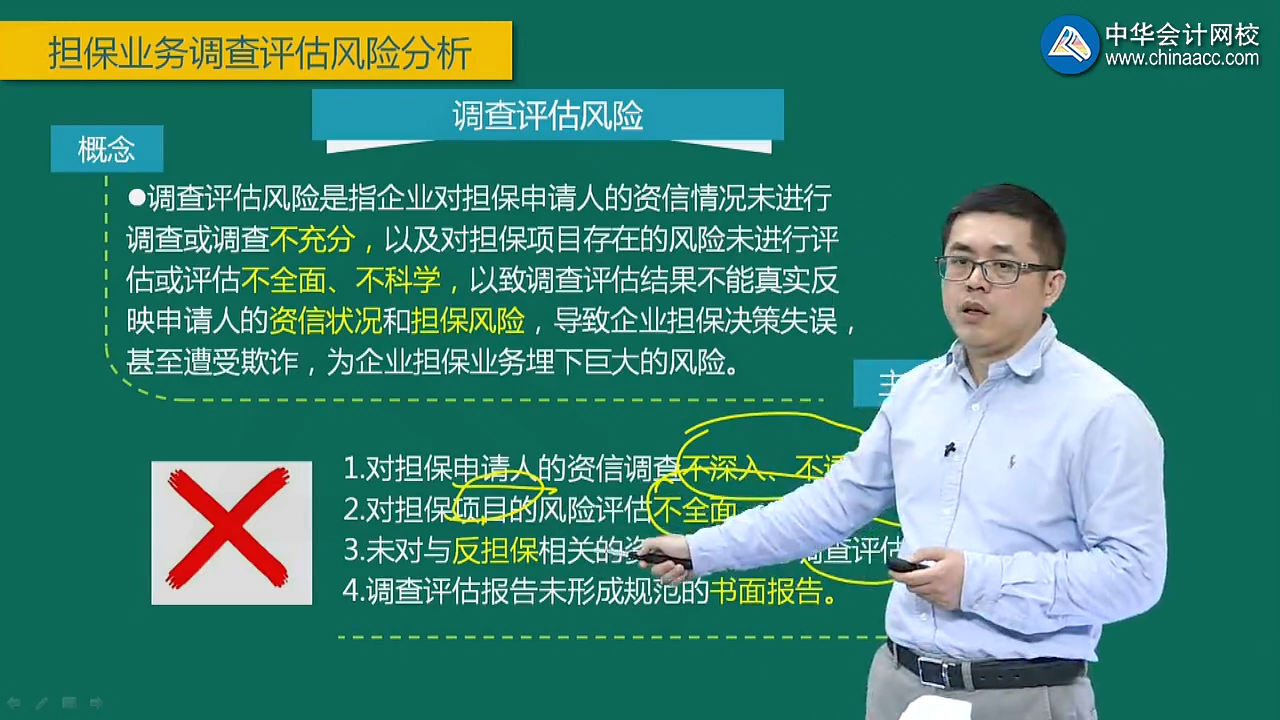 担保业务调查评估风险分析
中华会计网校
www.chinaacc.com
调查评估风险
概念
●调查评估风险是指企业对担保申请人的资信情况未进行
调查或调查不充分，以及对担保项目存在的风险未进行评
估或评估不全面、不科学，以致调查评估结果不能真实反
映申请人的资信状况和担保风险，导致企业担保决策失误，
甚至遭受欺诈，为企业担保业务埋下巨大的风险。
主
1.对担保申请人的资信调查不深入、不透
2.对担保项目的风险评估不全面、
3.未对与反担保相关的资 调查评估
4.调查评估报告未形成规范的书面报告。